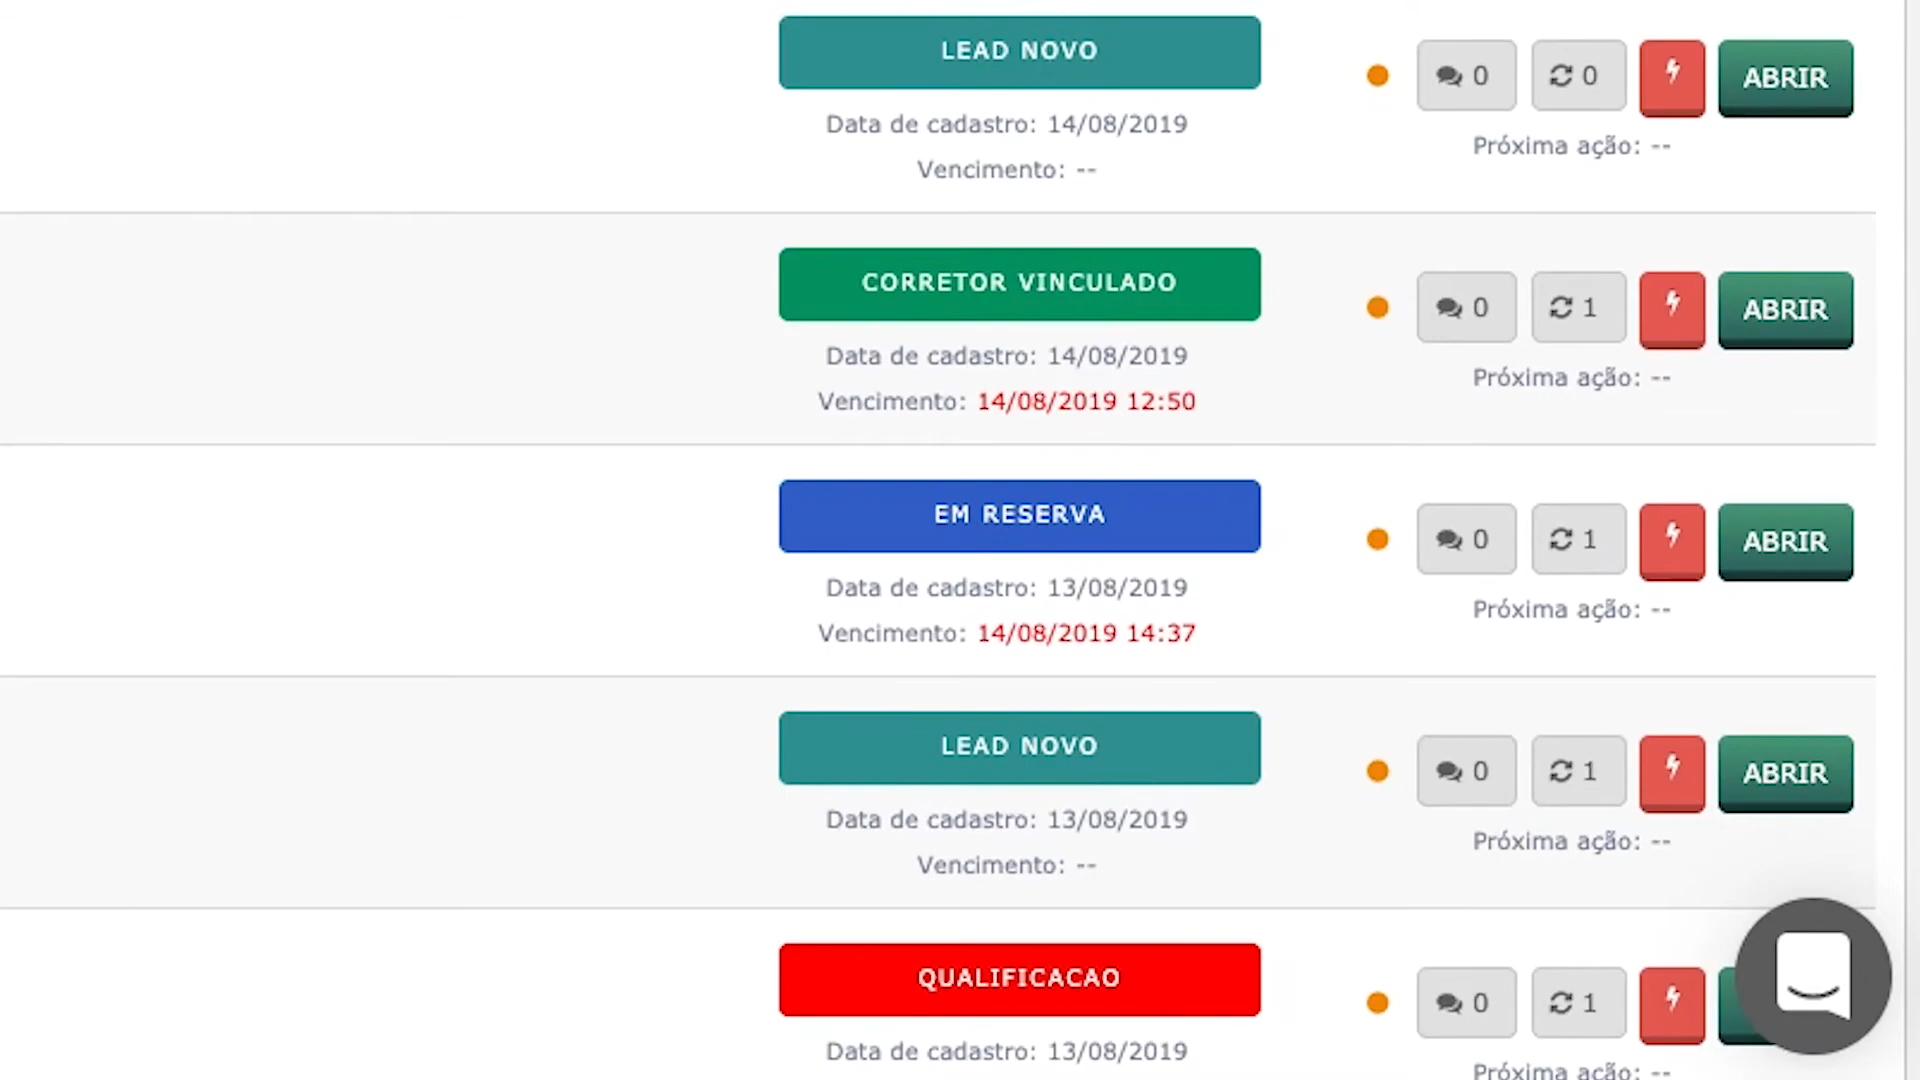 LEAD NOVO
0 0 ABRIR
Data de cadastro: 14/08/2019
Próxima ação: --
Vencimento: --
CORRETOR VINCULADO
0 1 ABRIR
Data de cadastro: 14/08/2019
Próxima ação: --
Vencimento: 14/08/2019 12:50
EM RESERVA
0 1 ABRIR
Data de cadastro: 13/08/2019
Próxima ação: --
Vencimento: 14/08/2019 14:37
LEAD NOVO
0 1 ABRIR
Data de cadastro: 13/08/2019
Próxima ação: --
Vencimento: --
QUALIFICACAO
0 1
Data de cadastro: 13/08/2019
Próxima ação: --